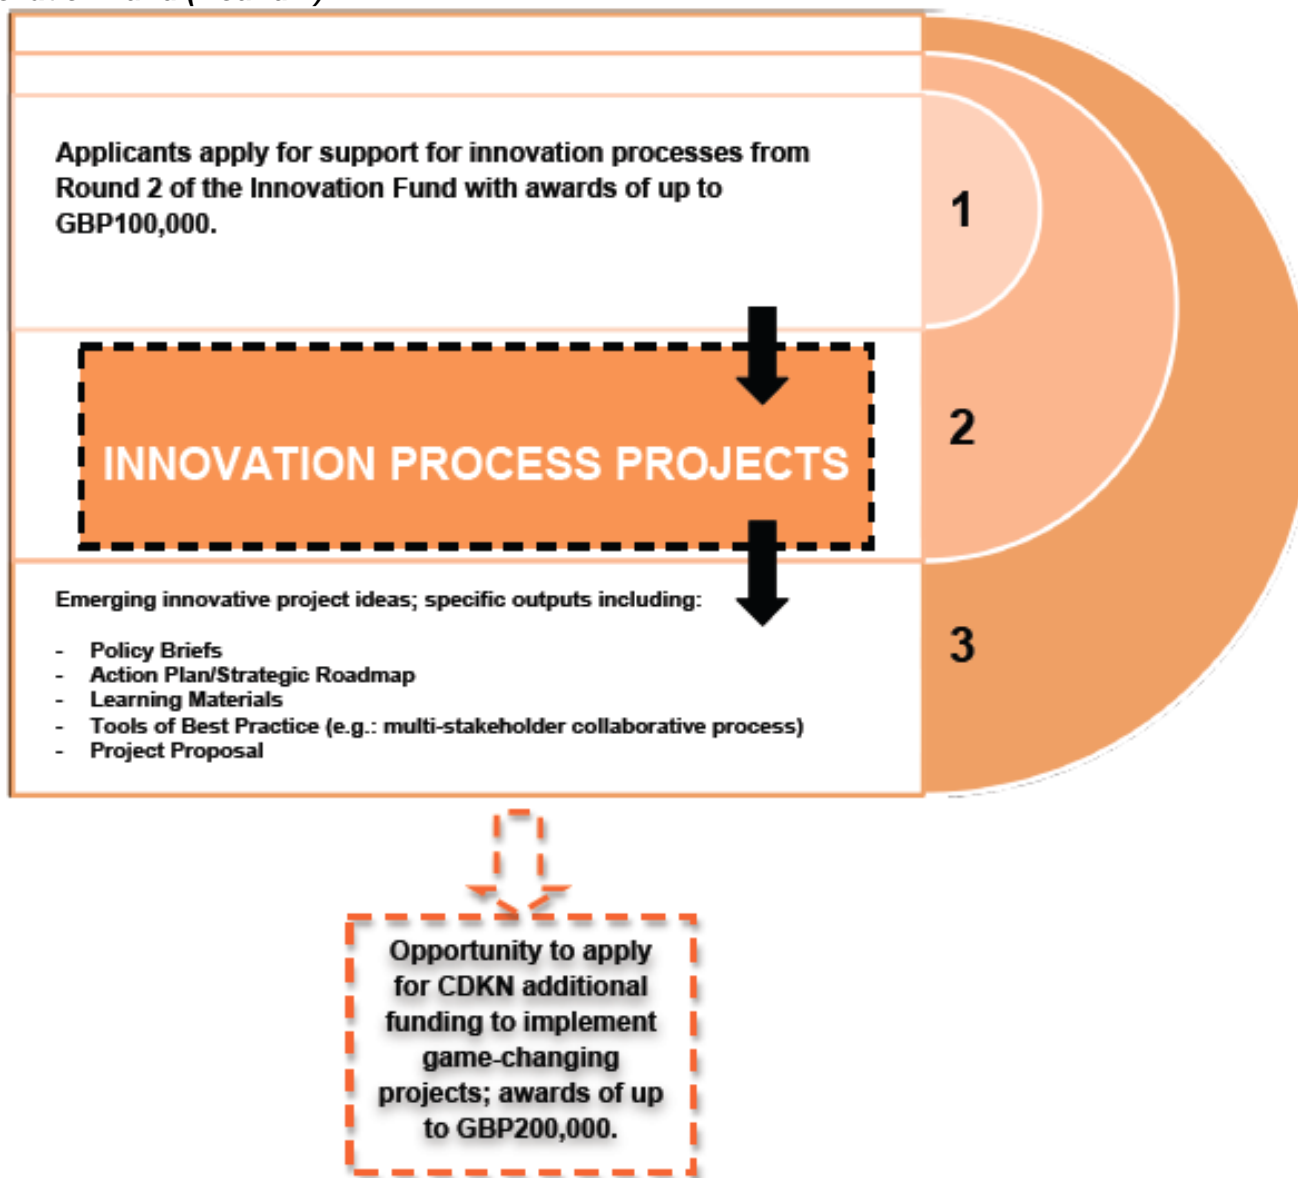 Applicants apply for support for innovation processes from
Round 2 of the Innovation Fund with awards of up to
GBP100,000.
1
INNOVATION PROCESS PROJECTS
2
Emerging innovative project ideas; specific outputs including:
- Policy Briefs
- Action Plan/Strategic Roadmap
- Learning Materials
- Tools of Best Practice (e.g.: multi-stakeholder collaborative process)
- Project Proposal
3
Opportunity to apply
for CDKN additional
funding to implement
game-changing
projects; awards of up
to GBP200,000.